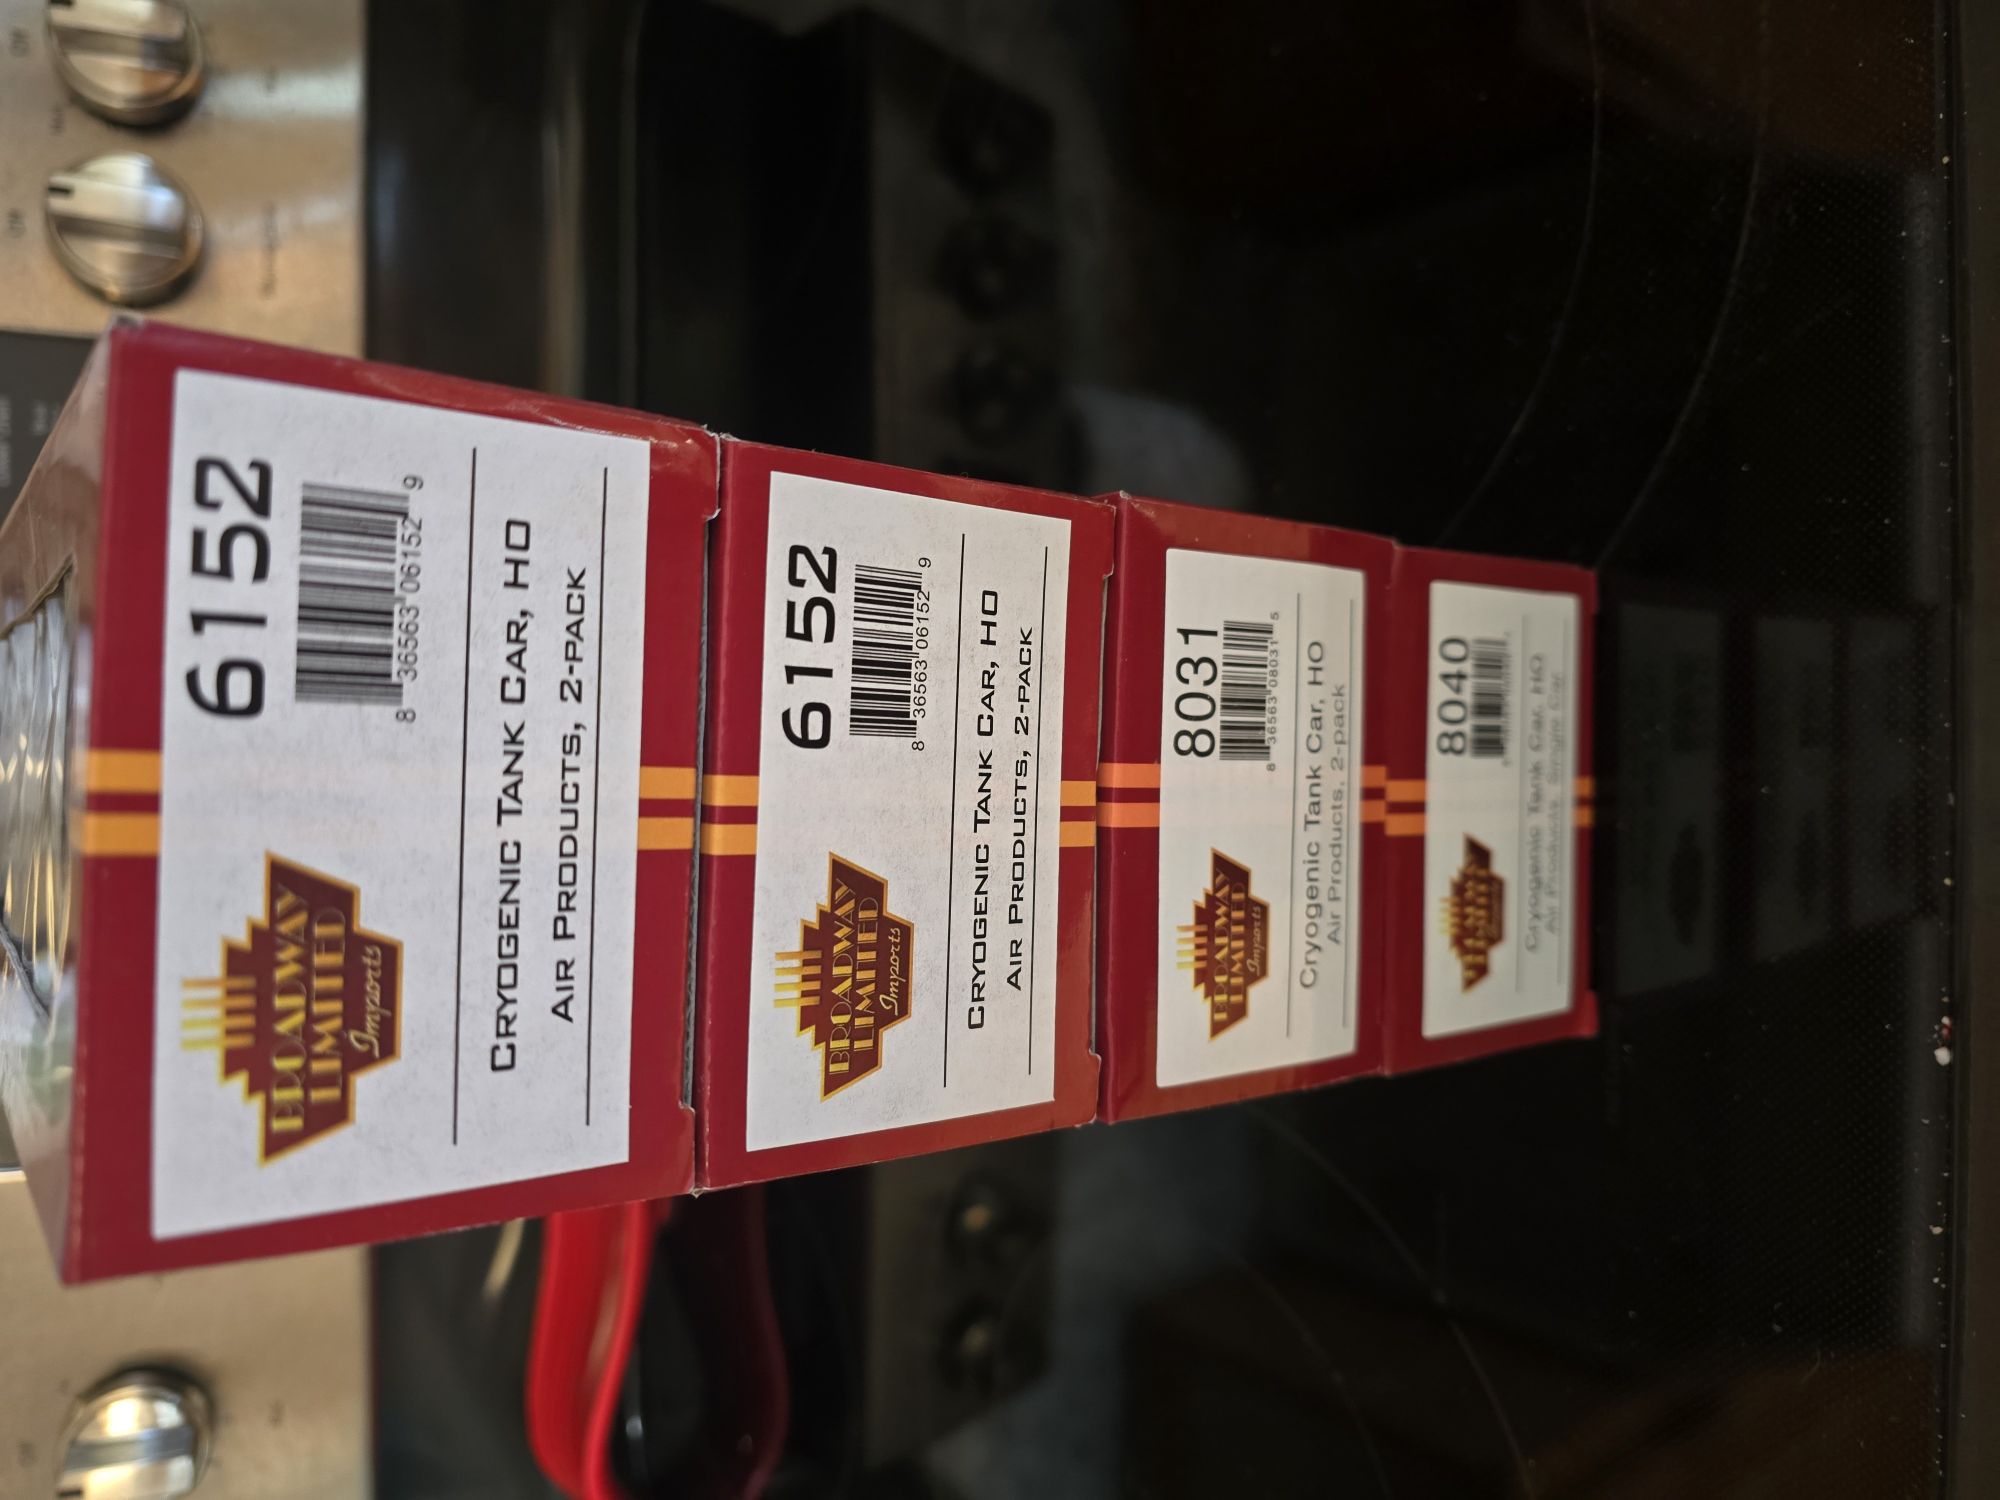 BROADWAY
LIMITED
Imports
6152
8 36563 06152 9
CRYOGENIC TANK CAR, HO
AIR PRODUCTS, 2-PACK
BROADWAY
LIMITED
Imports
6152
8 36563 06152 9
CRYOGENIC TANK CAR, HO
AIR PRODUCTS, 2-PACK
BROADWAY
LIMITED
Imports
8031
8 36563 08031 5
Cryogenic Tank Car, HO
Air Products, 2-pack
8040
Cryogenic Tank Car, HO
Air Products, Single Car